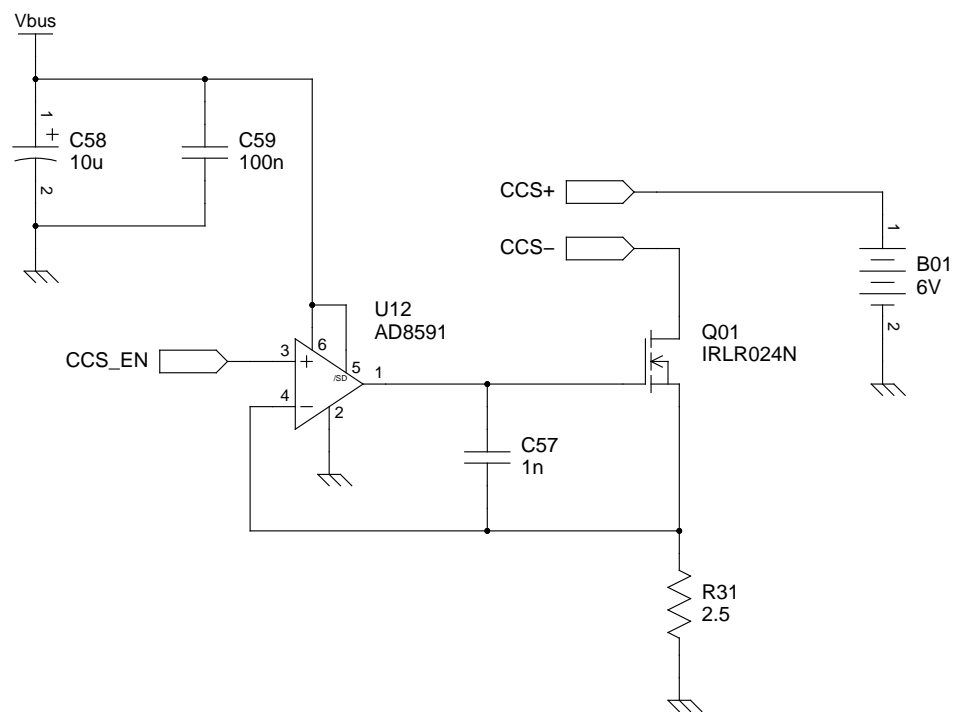 Vbus
1
+
C58
10u
2
C59
100n
CCS+
CCS−
1
B01
6V
2
U12
AD8591
Q01
IRLR024N
CCS_EN
3
+
6
/SD
5
1
4
−
2
C57
1n
R31
2.5